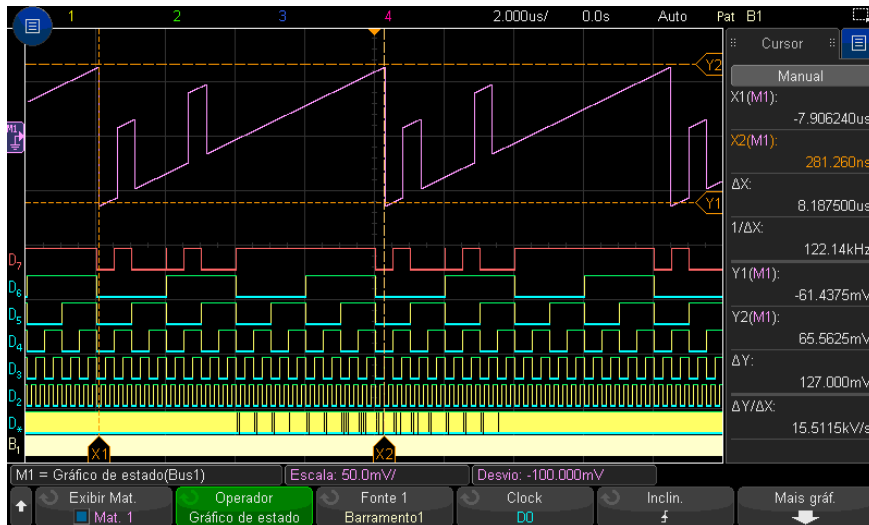 1 2 3 4 2.000us/ 0.0s Auto Pat B1
Cursor
Manual
X1(M1):
-7.906240us
X2(M1):
281.260ns
ΔX:
8.187500us
1/ΔX:
122.14kHz
Y1(M1):
-61.4375mV
Y2(M1):
65.5625mV
ΔY:
127.000mV
ΔY/ΔX:
15.5115kV/s
Y2
M1
Y1
D7
D6
D5
D4
D3
D2
D*
B1
X1 X2
M1 = Gráfico de estado(Bus1) Escala: 50.0mV/ Desvio: -100.000mV
Exibir Mat. Operador Fonte 1 Clock Inclin. Mais gráf.
Mat. 1 Gráfico de estado Barramento1 D0